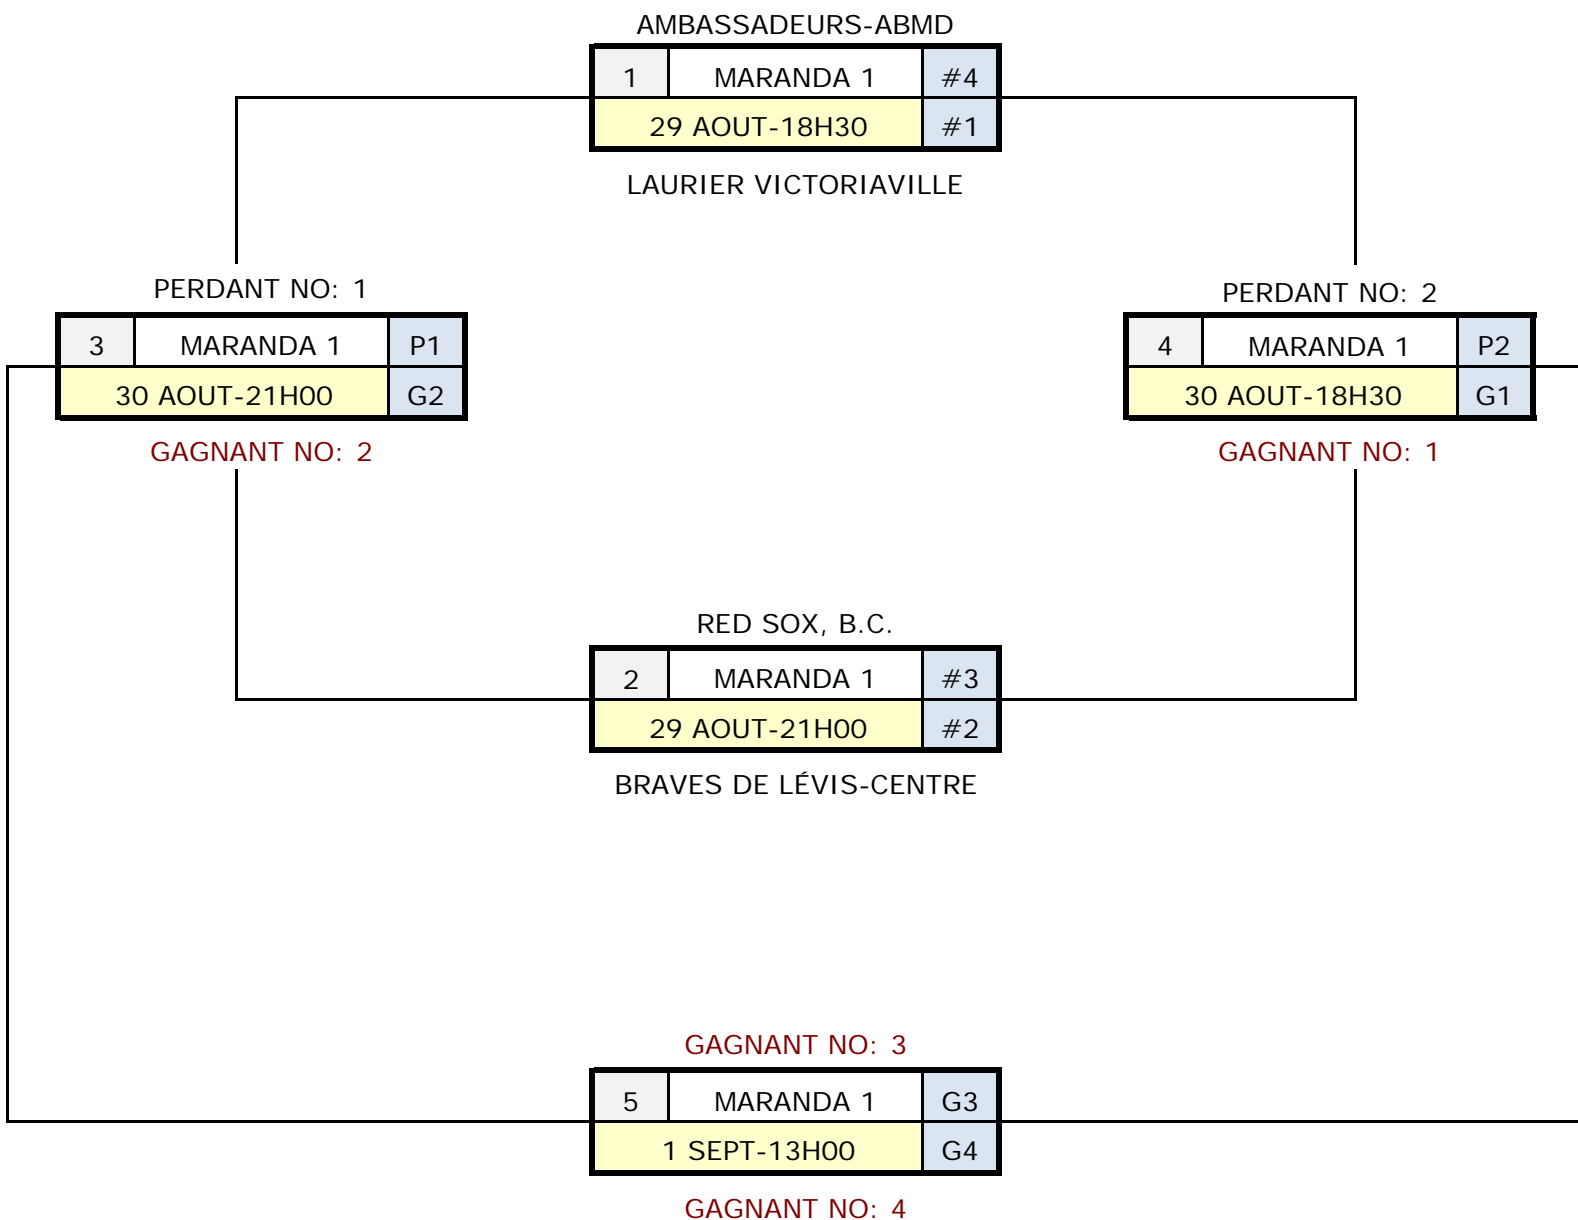 AMBASSADEURS-ABMD
1 MARANDA 1 #4
29 AOUT-18H30 #1
LAURIER VICTORIAVILLE
PERDANT NO: 1
3 MARANDA 1 P1
30 AOUT-21H00 G2
GAGNANT NO: 2
PERDANT NO: 2
4 MARANDA 1 P2
30 AOUT-18H30 G1
GAGNANT NO: 1
RED SOX, B.C.
2 MARANDA 1 #3
29 AOUT-21H00 #2
BRAVES DE LÉVIS-CENTRE
GAGNANT NO: 3
5 MARANDA 1 G3
1 SEPT-13H00 G4
GAGNANT NO: 4